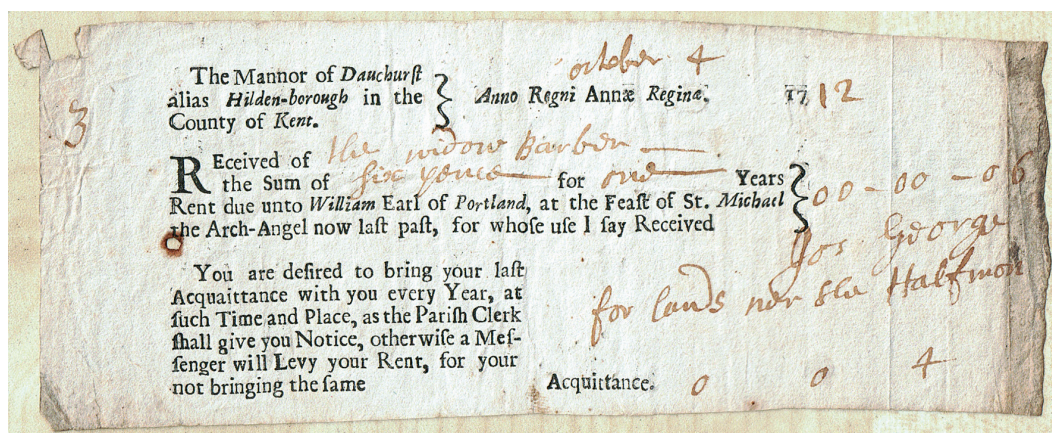 october 4
The Mannor of Dauchurſt
alias Hilden-borough in the
County of Kent.
Anno Regni Annæ Reginæ. 1712
3
REceived of the widow Barber
the Sum of ſix pence for one Years
Rent due unto William Earl of Portland, at the Feaſt of St. Michael
the Arch-Angel now laſt paſt, for whoſe uſe I ſay Received
00-00-06
Jos George
for lands ner the Halfmon
You are deſired to bring your laſt
Acquaittance with you every Year, at
ſuch Time and Place, as the Pariſh Clerk
ſhall give you Notice, otherwiſe a Meſ-
ſenger will Levy your Rent, for your
not bringing the ſame Acquittance. 0 0 4